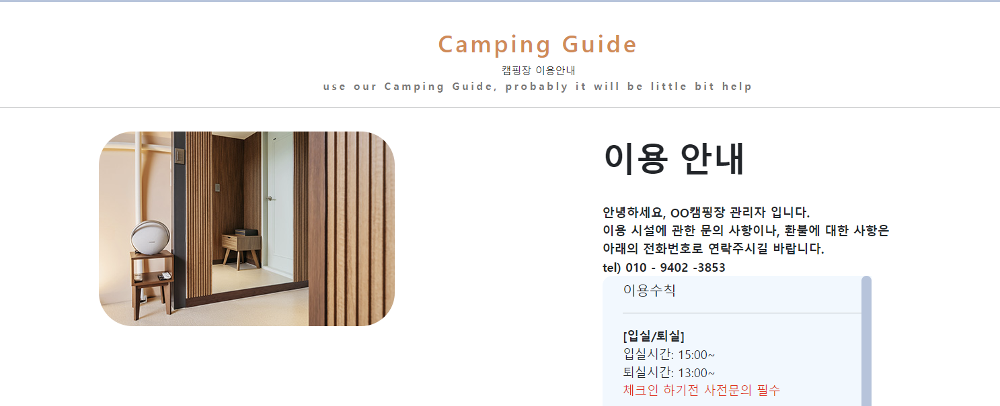 Camping Guide
캠핑장 이용안내
use our Camping Guide, probably it will be little bit help
이용 안내
안녕하세요, OO캠핑장 관리자 입니다.
이용 시설에 관한 문의 사항이나, 환불에 대한 사항은
아래의 전화번호로 연락주시길 바랍니다.
tel) 010 - 9402 -3853
이용수칙
[입실/퇴실]
입실시간: 15:00~
퇴실시간: 13:00~
체크인 하기전 사전문의 필수